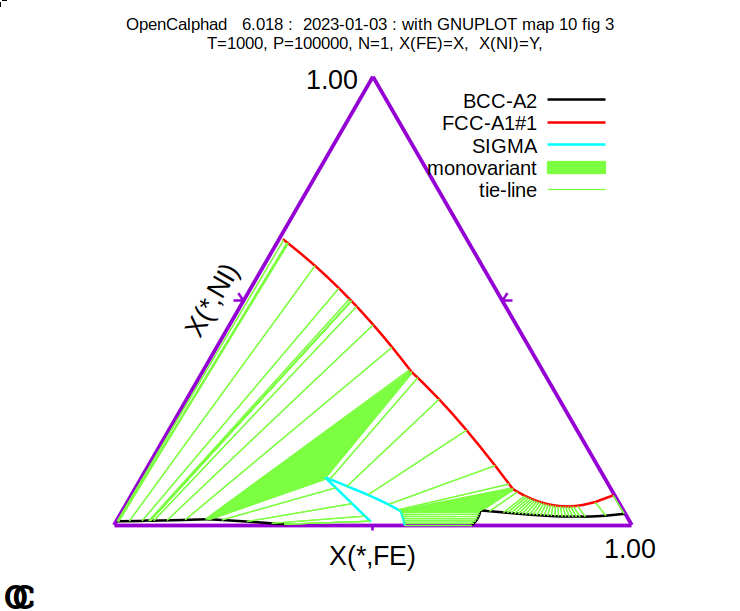 OpenCalphad   6.018 :  2023-01-03 : with GNUPLOT map 10 fig 3
T=1000, P=100000, N=1, X(FE)=X,  X(NI)=Y,
1.00
BCC-A2
FCC-A1#1
SIGMA
monovariant
tie-line
X(*,NI)
1.00
X(*,FE)
OC